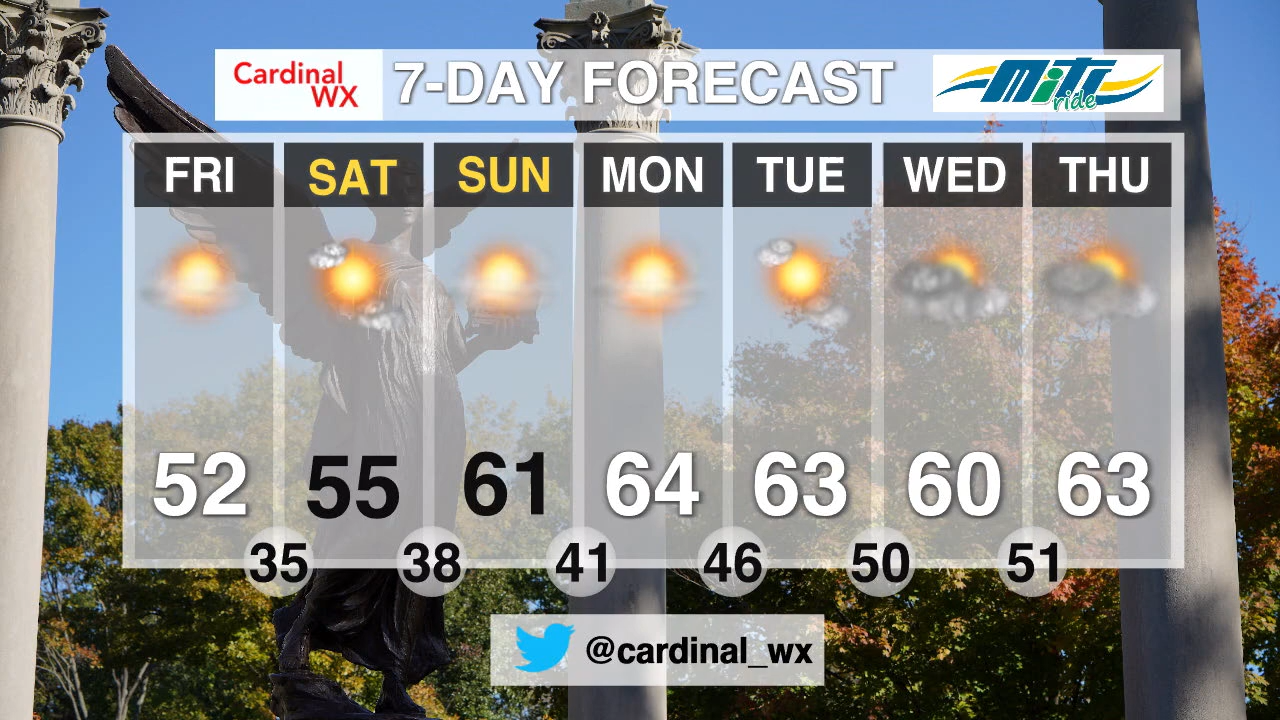 Cardinal
WX
7-DAY FORECAST
MiTS
ride
FRI SAT SUN MON TUE WED THU
52 55 61 64 63 60 63
35 38 41 46 50 51
@cardinal_wx